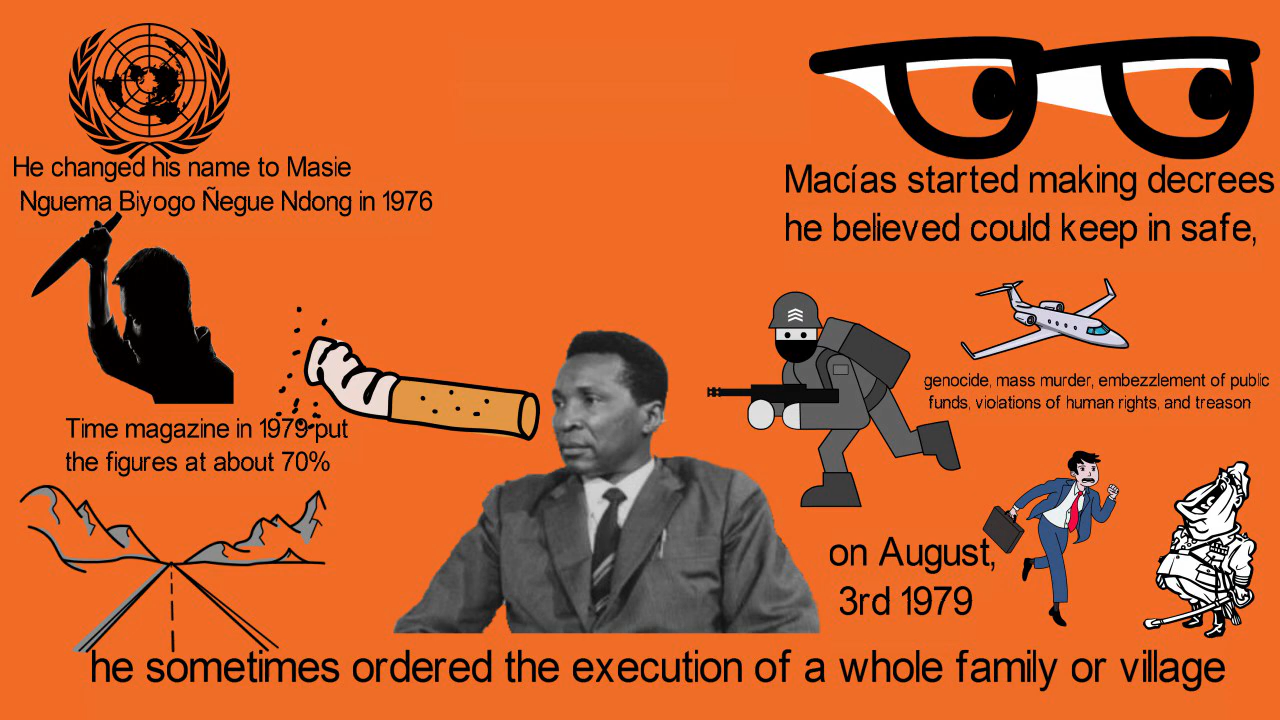 He changed his name to Masie
Nguema Biyogo Ñegue Ndong in 1976
Macías started making decrees
he believed could keep in safe,
genocide, mass murder, embezzlement of public
funds, violations of human rights, and treason
Time magazine in 1979 put
the figures at about 70%
on August,
3rd 1979
he sometimes ordered the execution of a whole family or village